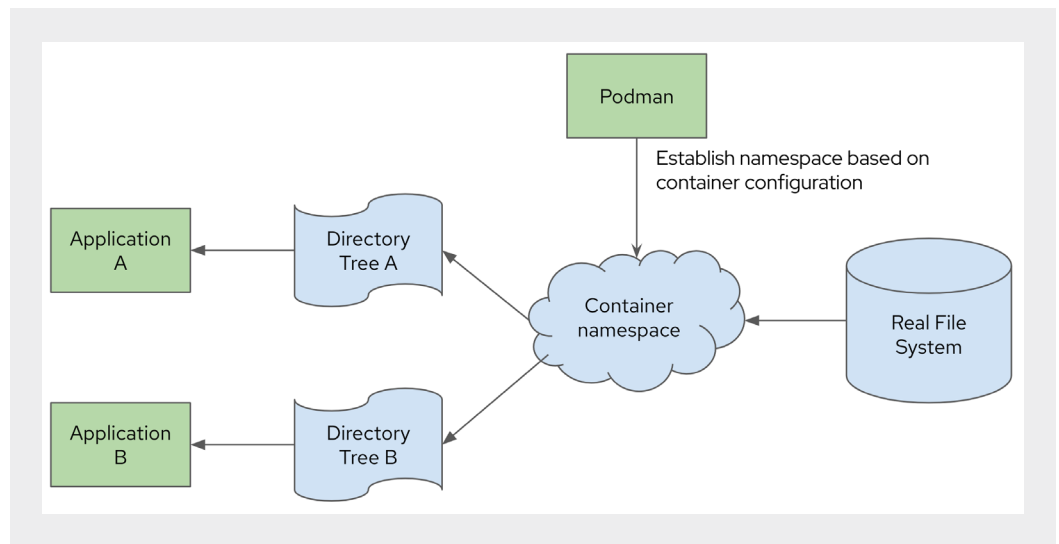 Podman
Establish namespace based on
container configuration
Application
A
Directory
Tree A
Container
namespace
Real File
System
Application
B
Directory
Tree B